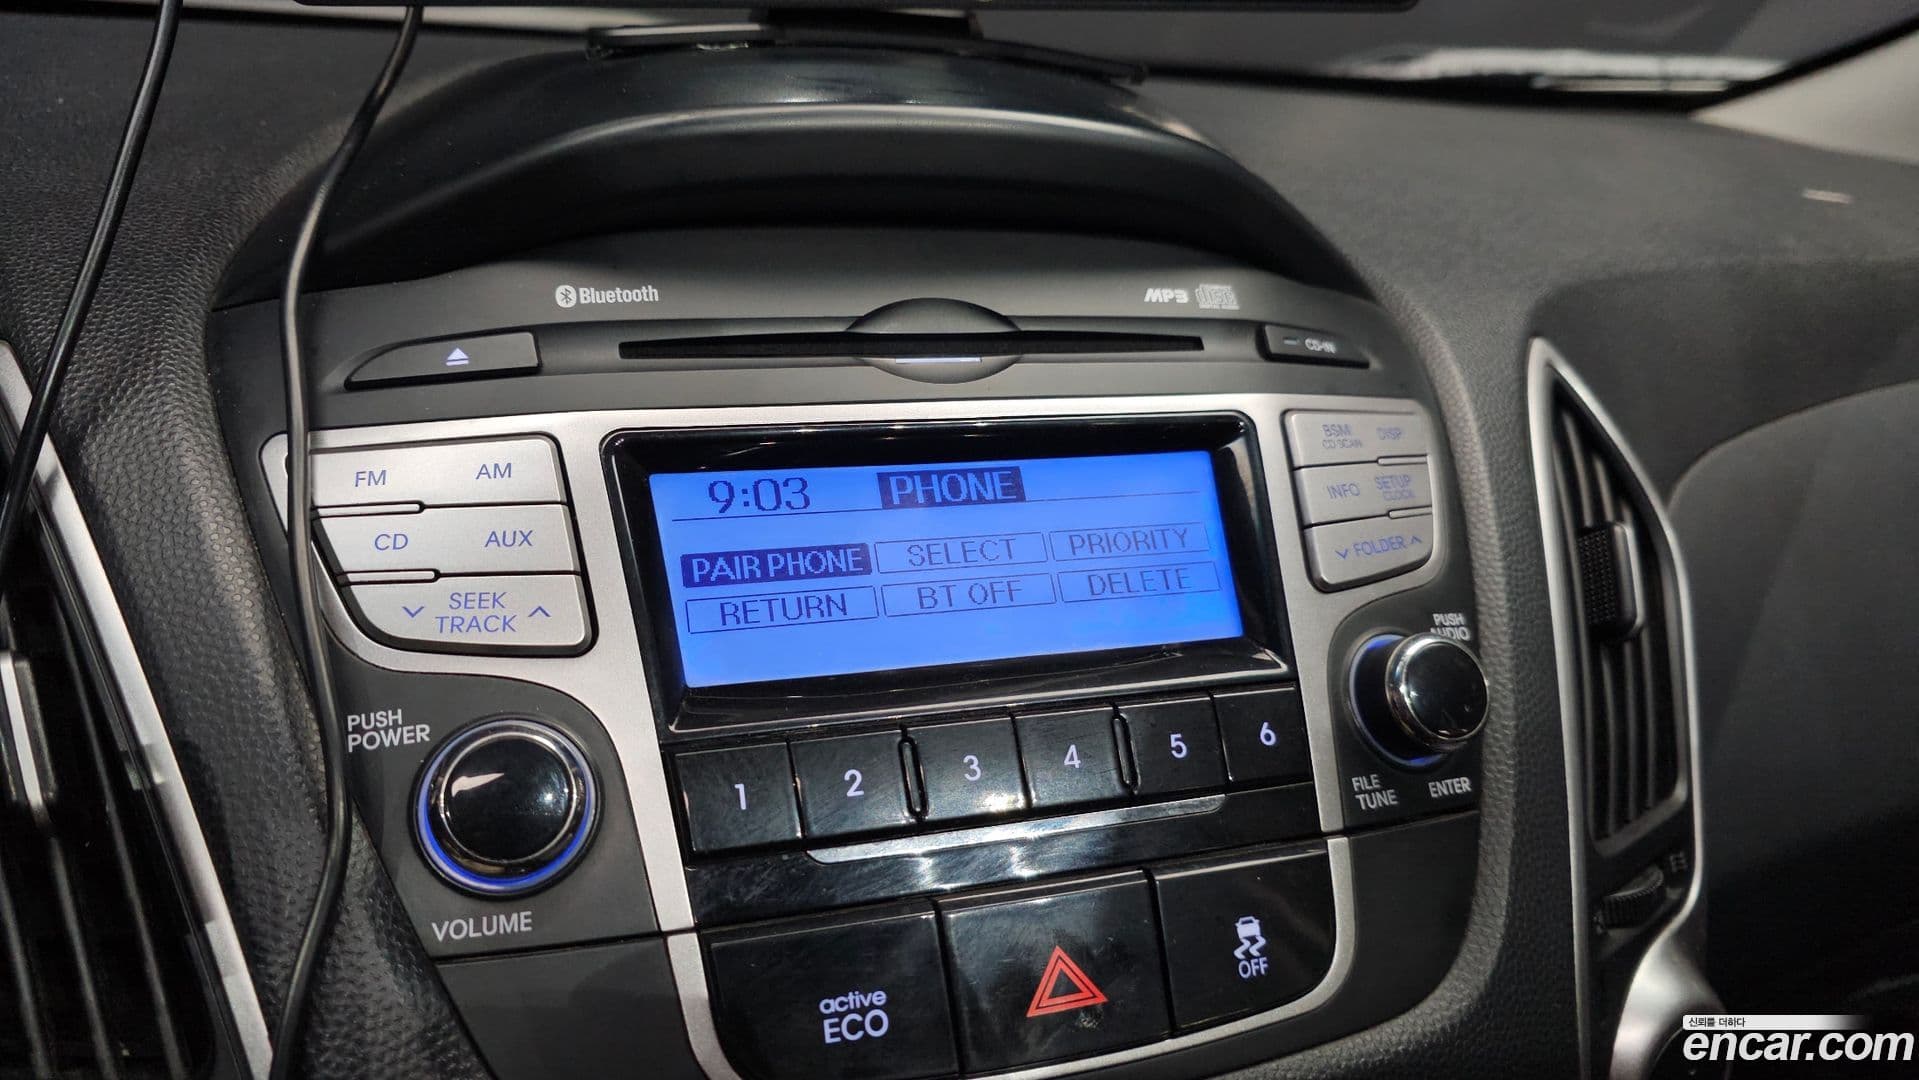 Bluetooth
MP3
CD-IN
FM
AM
CD
AUX
SEEK
TRACK
9:03
PHONE
PAIR PHONE
SELECT
PRIORITY
RETURN
BT OFF
DELETE
DISP
CD SCAN
INFO
SETUP
CLOCK
FOLDER
PUSH
POWER
VOLUME
PUSH
AUDIO
FILE
TUNE
ENTER
1
2
3
4
5
6
active
ECO
OFF
신뢰를 더하다
encar.com